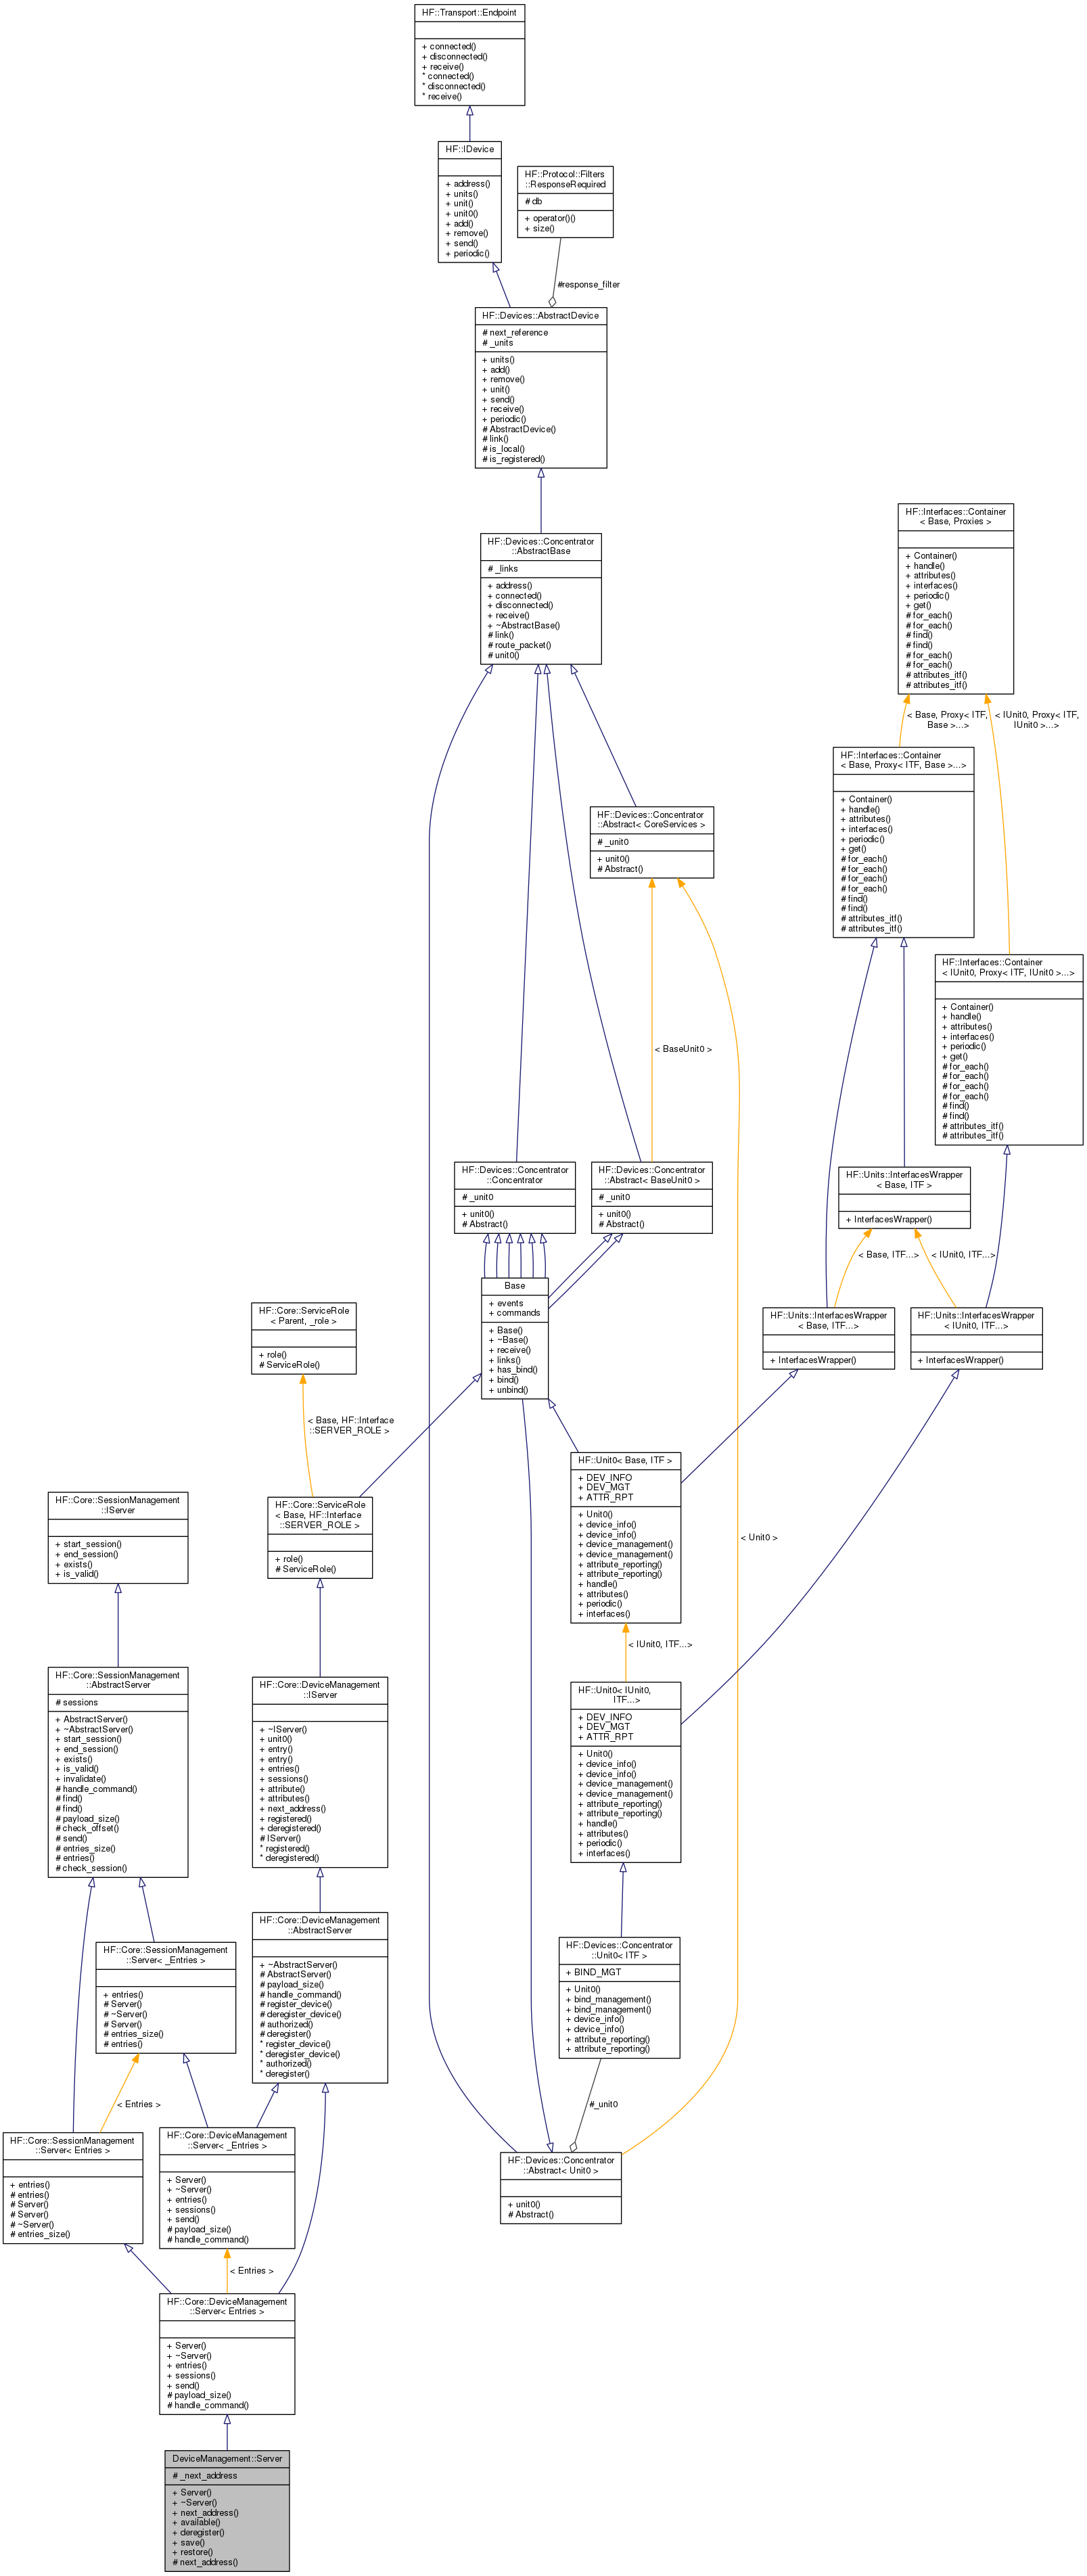 HF::Transport::Endpoint
+ connected()
+ disconnected()
+ receive()
* connected()
* disconnected()
* receive()
HF::IDevice
+ address()
+ units()
+ unit()
+ unit0()
+ add()
+ remove()
+ send()
+ periodic()
HF::Protocol::Filters
::ResponseRequired
# db
+ operator()()
+ size()
#response_filter
HF::Devices::AbstractDevice
# next_reference
# _units
+ units()
+ add()
+ remove()
+ unit()
+ send()
+ receive()
+ periodic()
# AbstractDevice()
# link()
# is_local()
# is_registered()
HF::Devices::Concentrator
::AbstractBase
# _links
+ address()
+ connected()
+ disconnected()
+ receive()
+ ~AbstractBase()
# link()
# route_packet()
# unit0()
HF::Interfaces::Container
< Base, Proxies >
+ Container()
+ handle()
+ attributes()
+ interfaces()
+ periodic()
+ get()
# for_each()
# for_each()
# find()
# find()
# for_each()
# for_each()
# attributes_itf()
# attributes_itf()
< Base, Proxy< ITF,
Base >...>
< IUnit0, Proxy< ITF,
IUnit0 >...>
HF::Interfaces::Container
< Base, Proxy< ITF, Base >...>
+ Container()
+ handle()
+ attributes()
+ interfaces()
+ periodic()
+ get()
# for_each()
# for_each()
# for_each()
# for_each()
# find()
# find()
# attributes_itf()
# attributes_itf()
HF::Devices::Concentrator
::Abstract< CoreServices >
# _unit0
+ unit0()
# Abstract()
HF::Interfaces::Container
< IUnit0, Proxy< ITF, IUnit0 >...>
+ Container()
+ handle()
+ attributes()
+ interfaces()
+ periodic()
+ get()
# for_each()
# for_each()
# for_each()
# for_each()
# find()
# find()
# attributes_itf()
# attributes_itf()
< BaseUnit0 >
HF::Devices::Concentrator
::Concentrator
# _unit0
+ unit0()
# Abstract()
HF::Devices::Concentrator
::Abstract< BaseUnit0 >
# _unit0
+ unit0()
# Abstract()
HF::Units::InterfacesWrapper
< Base, ITF >
+ InterfacesWrapper()
< Base, ITF...>
< IUnit0, ITF...>
Base
+ events
+ commands
+ Base()
+ ~Base()
+ receive()
+ links()
+ has_bind()
+ bind()
+ unbind()
HF::Core::ServiceRole
< Parent, _role >
+ role()
# ServiceRole()
HF::Units::InterfacesWrapper
< Base, ITF...>
+ InterfacesWrapper()
HF::Units::InterfacesWrapper
< IUnit0, ITF...>
+ InterfacesWrapper()
< Base, HF::Interface
::SERVER_ROLE >
HF::Unit0< Base, ITF >
+ DEV_INFO
+ DEV_MGT
+ ATTR_RPT
+ Unit0()
+ device_info()
+ device_info()
+ device_management()
+ device_management()
+ attribute_reporting()
+ attribute_reporting()
+ handle()
+ attributes()
+ periodic()
+ interfaces()
< Unit0 >
HF::Core::SessionManagement
::IServer
+ start_session()
+ end_session()
+ exists()
+ is_valid()
HF::Core::ServiceRole
< Base, HF::Interface
::SERVER_ROLE >
+ role()
# ServiceRole()
< IUnit0, ITF...>
HF::Core::SessionManagement
::AbstractServer
# sessions
+ AbstractServer()
+ ~AbstractServer()
+ start_session()
+ end_session()
+ exists()
+ is_valid()
+ invalidate()
# handle_command()
# find()
# find()
# payload_size()
# check_offset()
# send()
# entries_size()
# entries()
# check_session()
HF::Core::DeviceManagement
::IServer
+ ~IServer()
+ unit0()
+ entry()
+ entry()
+ entries()
+ sessions()
+ attribute()
+ attributes()
+ next_address()
+ registered()
+ deregistered()
# IServer()
* registered()
* deregistered()
HF::Unit0< IUnit0,
ITF...>
+ DEV_INFO
+ DEV_MGT
+ ATTR_RPT
+ Unit0()
+ device_info()
+ device_info()
+ device_management()
+ device_management()
+ attribute_reporting()
+ attribute_reporting()
+ handle()
+ attributes()
+ periodic()
+ interfaces()
HF::Core::DeviceManagement
::AbstractServer
+ ~AbstractServer()
# AbstractServer()
# payload_size()
# handle_command()
# register_device()
# deregister_device()
# authorized()
# deregister()
* register_device()
* deregister_device()
* authorized()
* deregister()
HF::Core::SessionManagement
::Server< _Entries >
+ entries()
# Server()
# ~Server()
# Server()
# entries_size()
# entries()
HF::Devices::Concentrator
::Unit0< ITF >
+ BIND_MGT
+ Unit0()
+ bind_management()
+ bind_management()
+ device_info()
+ device_info()
+ attribute_reporting()
+ attribute_reporting()
< Entries >
#_unit0
HF::Core::SessionManagement
::Server< Entries >
+ entries()
# entries()
# Server()
# Server()
# ~Server()
# entries_size()
HF::Core::DeviceManagement
::Server< _Entries >
+ Server()
+ ~Server()
+ entries()
+ sessions()
+ send()
# payload_size()
# handle_command()
HF::Devices::Concentrator
::Abstract< Unit0 >
+ unit0()
# Abstract()
< Entries >
HF::Core::DeviceManagement
::Server< Entries >
+ Server()
+ ~Server()
+ entries()
+ sessions()
+ send()
# payload_size()
# handle_command()
DeviceManagement::Server
# _next_address
+ Server()
+ ~Server()
+ next_address()
+ available()
+ deregister()
+ save()
+ restore()
# next_address()